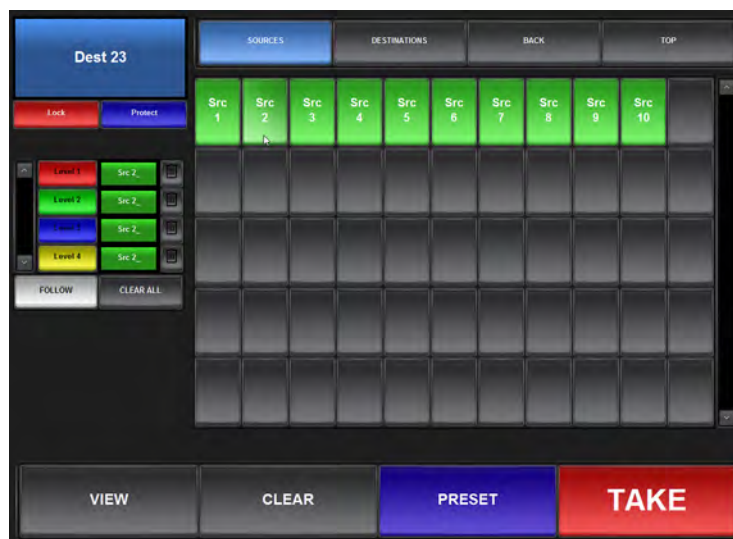 Dest 23
SOURCES
DESTINATIONS
BACK
TOP
Lock
Protect
Src 1
Src 2
Src 3
Src 4
Src 5
Src 6
Src 7
Src 8
Src 9
Src 10
Level 1
Src 2_
Level 2
Src 2_
Src 2_
Level 4
Src 2_
FOLLOW
CLEAR ALL
VIEW
CLEAR
PRESET
TAKE